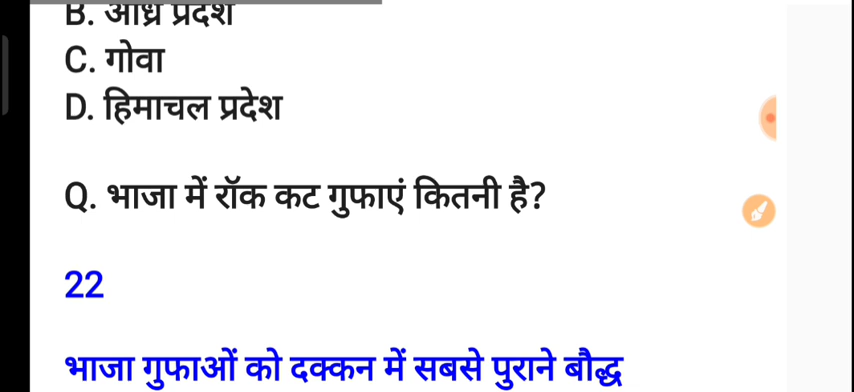 B. आंध्र प्रदेश
C. गोवा
D. हिमाचल प्रदेश
Q. भाजा में रॉक कट गुफाएं कितनी है?
22
भाजा गुफाओं को दक्कन में सबसे पुराने बौद्ध